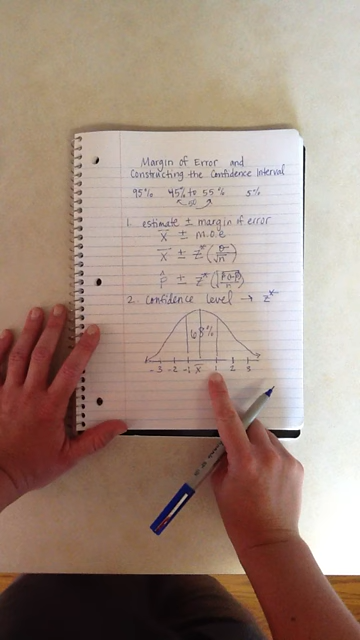 Margin of Error and
Constructing the Confidence Interval
95% 45% to 55% 5%
50
1. estimate ± margin of error
X̄ ± m.o.e
X̄ ± Z* (σ/√n)
P̂ ± Z* (√P(1-P)/n)
2. Confidence level → z*
68%
-3 -2 -1 X̄ 1 2 3